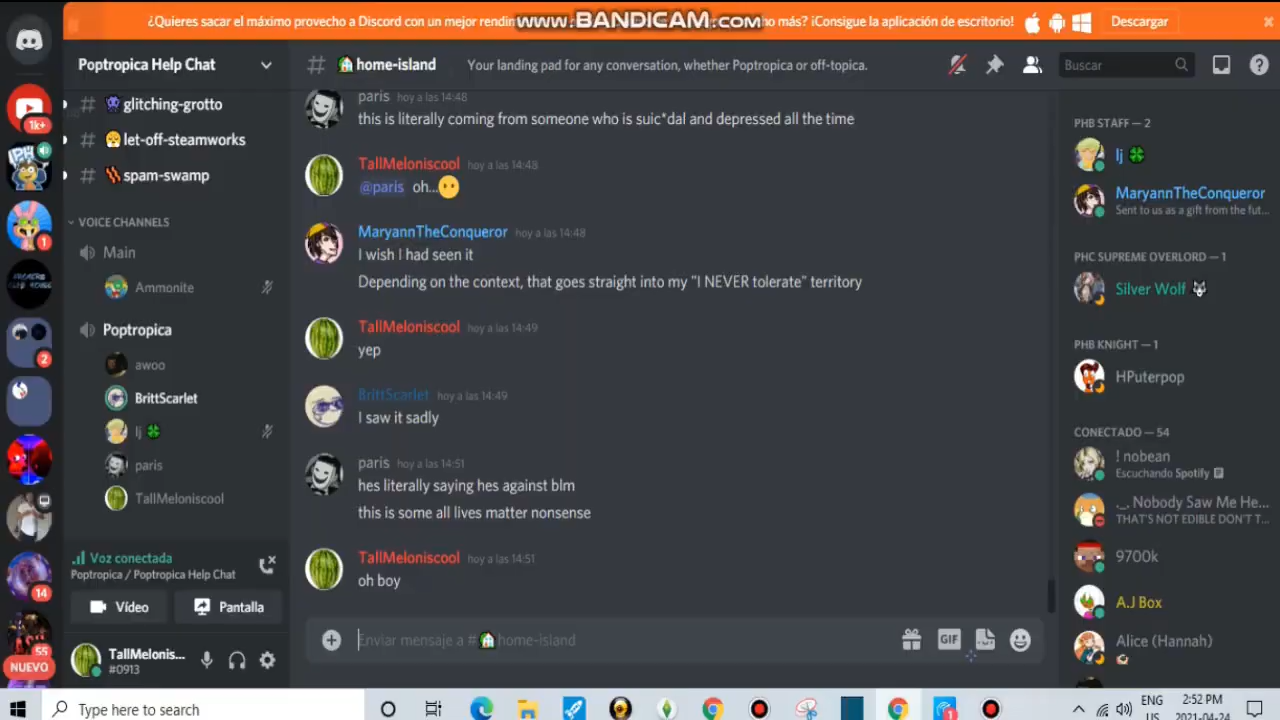 ¿Quieres sacar el máximo provecho a Discord con un mejor rendim
www.BANDICAM.com
ho más? ¡Consigue la aplicación de escritorio!
Descargar
Poptropica Help Chat
glitching-grotto
let-off-steamworks
spam-swamp
VOICE CHANNELS
Main
Ammonite
Poptropica
awoo
BrittScarlet
lj
paris
TallMeloniscool
Voz conectada
Poptropica / Poptropica Help Chat
Vídeo
Pantalla
TallMelonis...
#0913
1K+
1
2
14
55
NUEVO
# home-island
Your landing pad for any conversation, whether Poptropica or off-topica.
Buscar
paris hoy a las 14:48
this is literally coming from someone who is suic*dal and depressed all the time
TallMeloniscool hoy a las 14:48
@paris oh...
MaryannTheConqueror hoy a las 14:48
I wish I had seen it
Depending on the context, that goes straight into my "I NEVER tolerate" territory
TallMeloniscool hoy a las 14:49
yep
BrittScarlet hoy a las 14:49
I saw it sadly
paris hoy a las 14:51
hes literally saying hes against blm
this is some all lives matter nonsense
TallMeloniscool hoy a las 14:51
oh boy
Enviar mensaje a # home-island
GIF
PHB STAFF — 2
lj
MaryannTheConqueror
Sent to us as a gift from the fut...
PHC SUPREME OVERLORD — 1
Silver Wolf
PHB KNIGHT — 1
HPuterpop
CONECTADO — 54
! nobean
Escuchando Spotify
._. Nobody Saw Me He...
THAT'S NOT EDIBLE DON'T T...
9700k
A.J Box
Alice (Hannah)
Type here to search
1
ENG
US
2:52 PM
2021-04-24